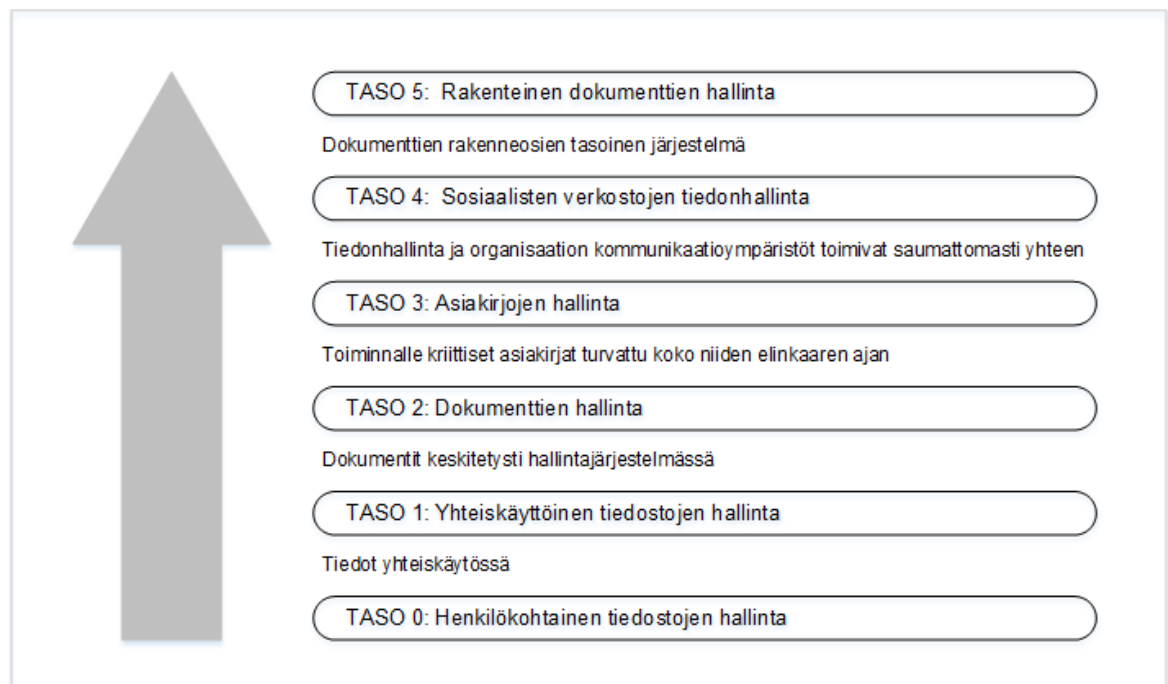 TASO 5: Rakenteinen dokumenttien hallinta
Dokumenttien rakenneosien tasoinen järjestelmä
TASO 4: Sosiaalisten verkostojen tiedonhallinta
Tiedonhallinta ja organisaation kommunikaatioympäristöt toimivat saumattomasti yhteen
TASO 3: Asiakirjojen hallinta
Toiminnalle kriittiset asiakirjat turvattu koko niiden elinkaaren ajan
TASO 2: Dokumenttien hallinta
Dokumentit keskitetysti hallintajärjestelmässä
TASO 1: Yhteiskäyttöinen tiedostojen hallinta
Tiedot yhteiskäytössä
TASO 0: Henkilökohtainen tiedostojen hallinta